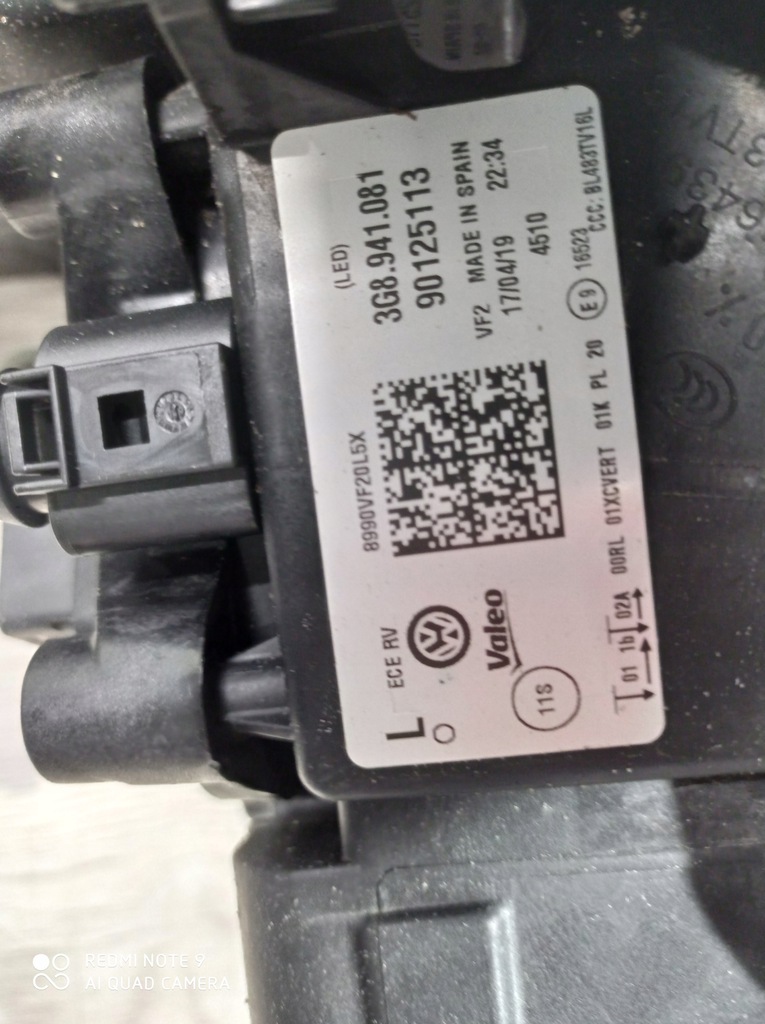 L
ECE RV
8990VF20L5X
(LED)
3G8.941.081
90125113
Valeo
VF2 MADE IN SPAIN
17/04/19 22:34
4510
11S
E9 16523
CCC: BL483TV16L
01 1b 02A 00RL 01XCVERT 01K PL 20
REDMI NOTE 9
AI QUAD CAMERA